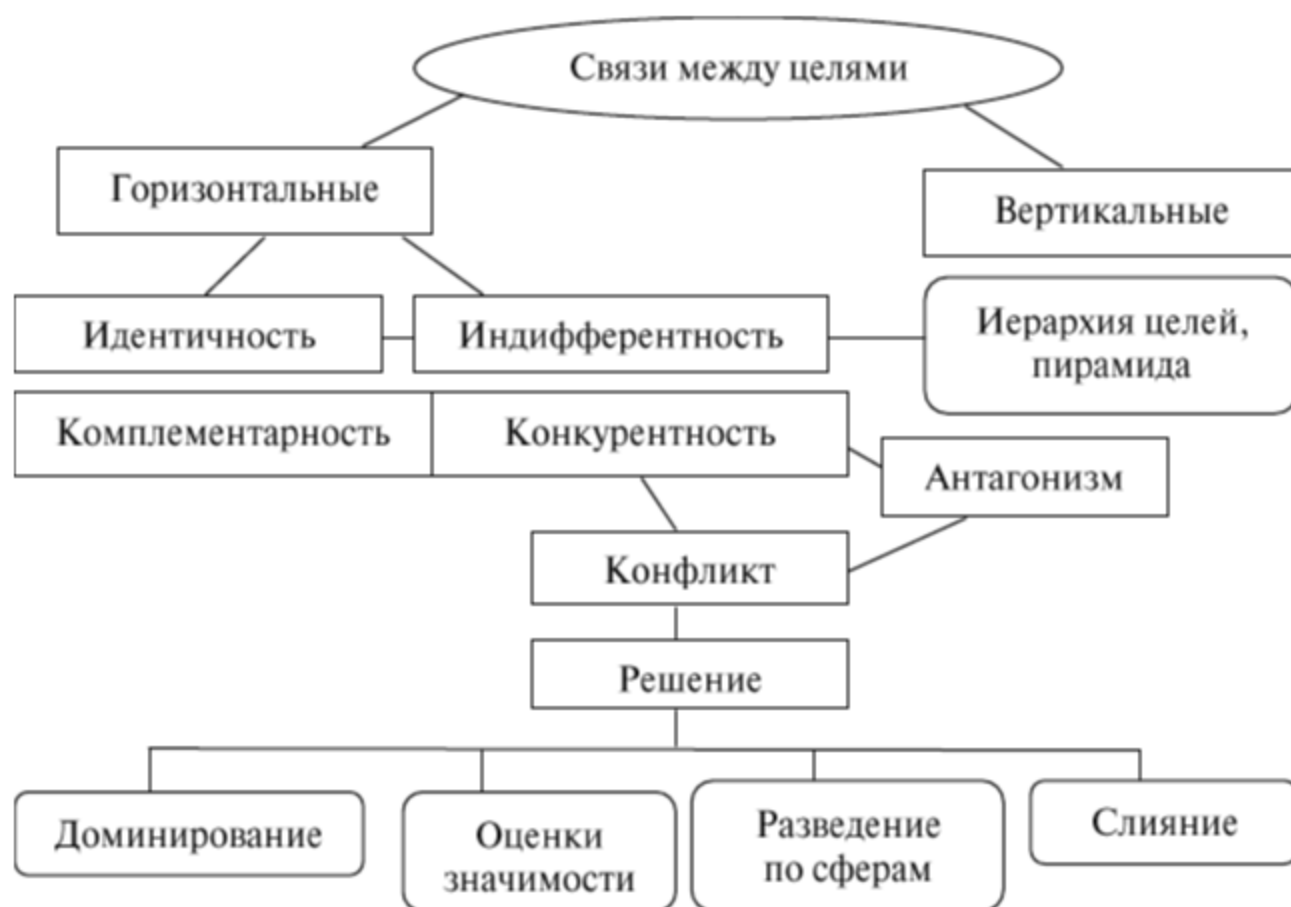 Связи между целями
Горизонтальные
Вертикальные
Идентичность
Индифферентность
Иерархия целей,
пирамида
Комплементарность
Конкурентность
Антагонизм
Конфликт
Решение
Доминирование
Оценки
значимости
Разведение
по сферам
Слияние